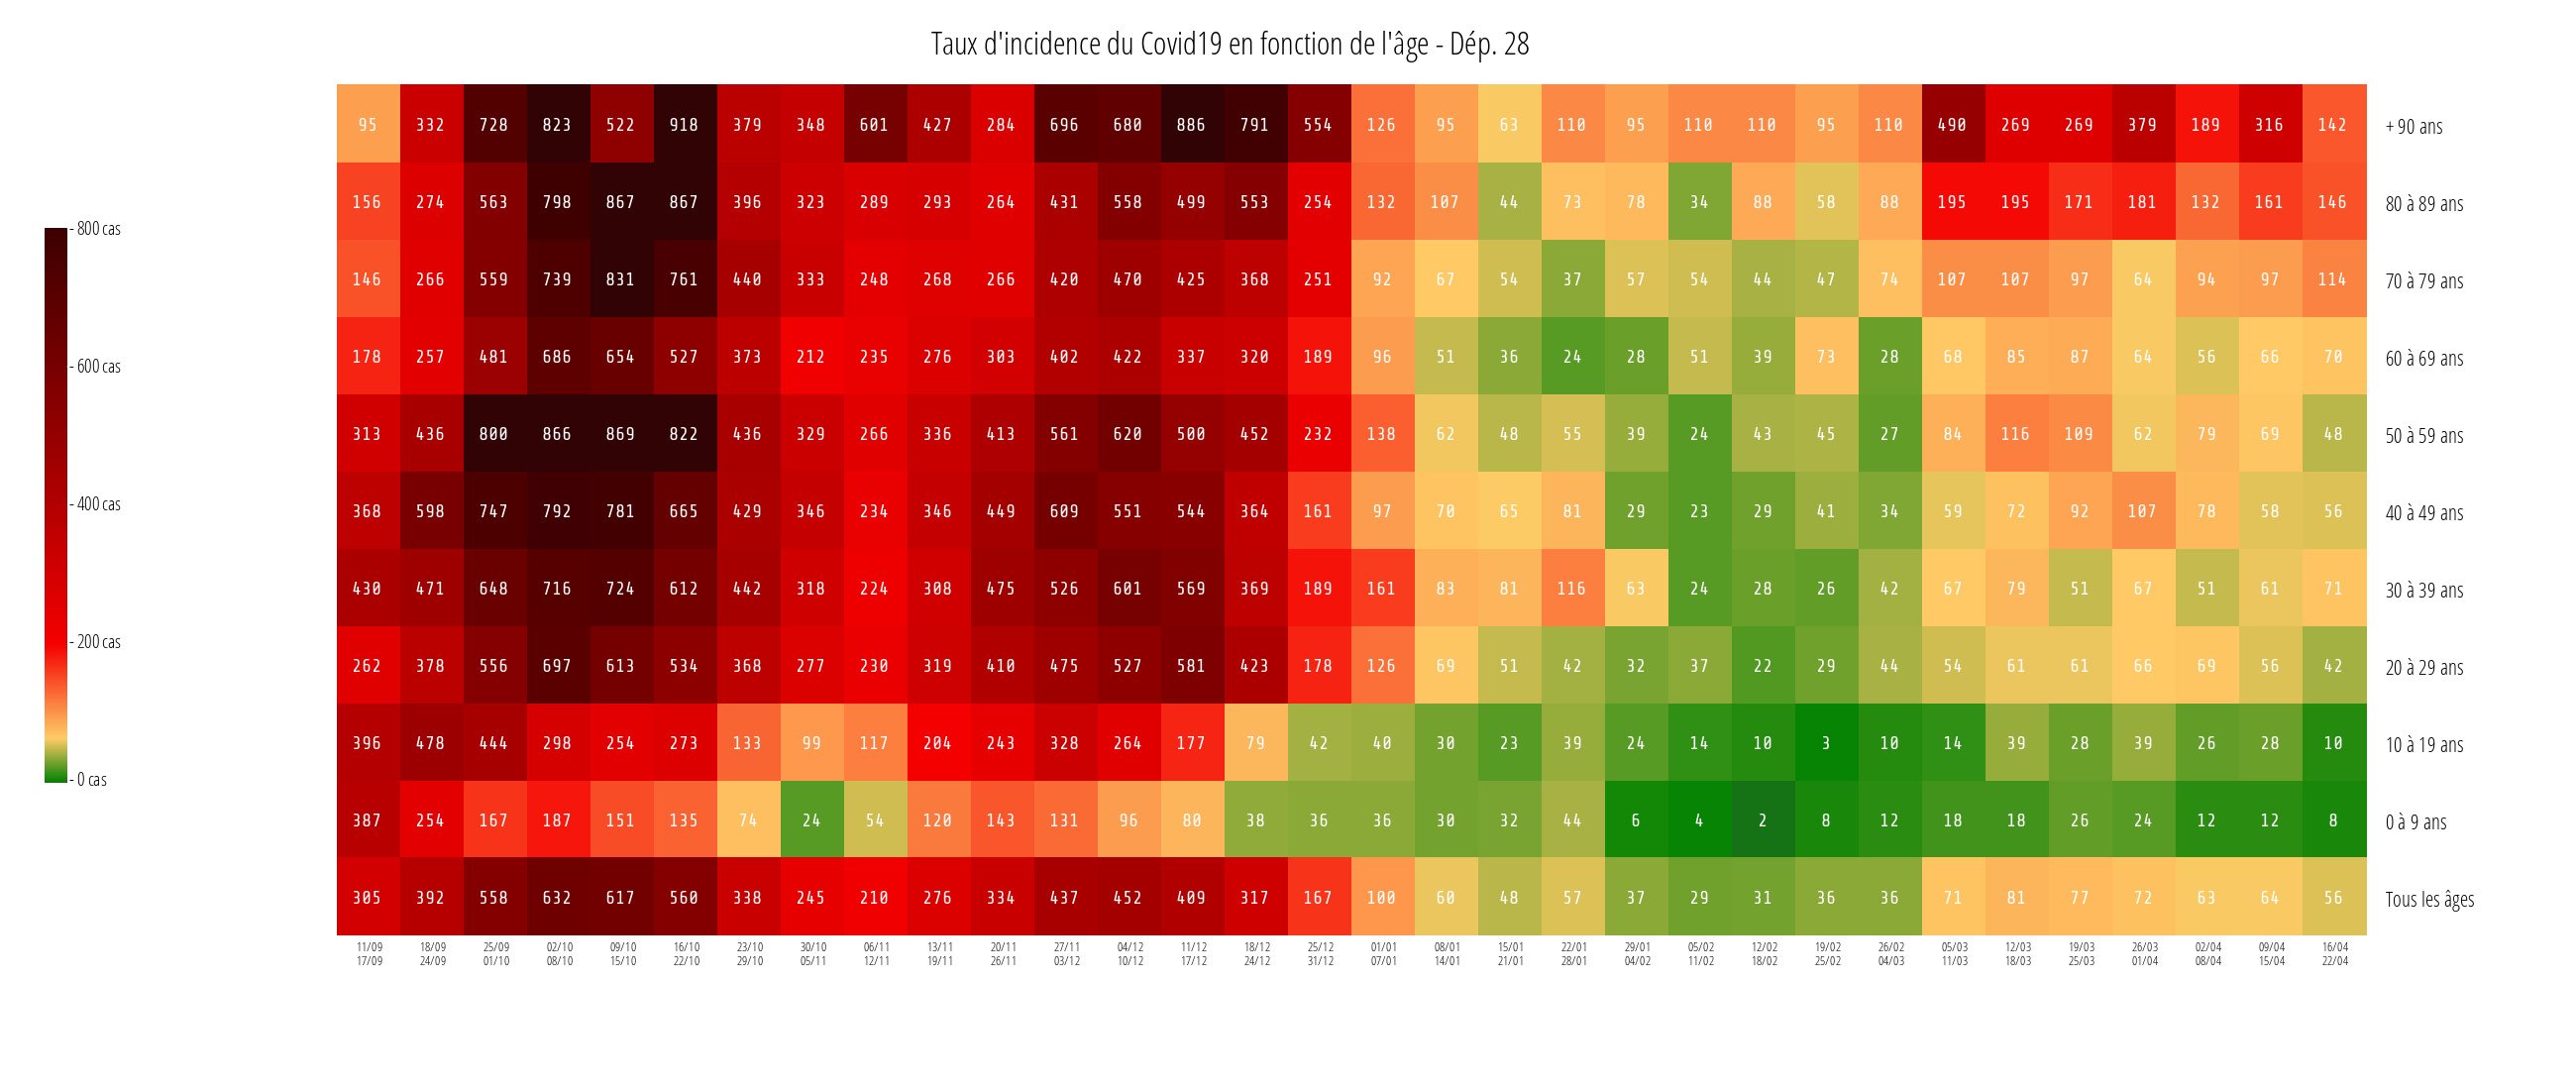 Taux d'incidence du Covid19 en fonction de l'âge - Dép. 28
- 800 cas
- 600 cas
- 400 cas
- 200 cas
- 0 cas
95 332 728 823 522 918 379 348 601 427 284 696 680 886 791 554 126 95 63 110 95 110 110 95 110 490 269 269 379 189 316 142 + 90 ans
156 274 563 798 867 867 396 323 289 293 264 431 558 499 553 254 132 107 44 73 78 34 88 58 88 195 195 171 181 132 161 146 80 à 89 ans
146 266 559 739 831 761 440 333 248 268 266 420 470 425 368 251 92 67 54 37 57 54 44 47 74 107 107 97 64 94 97 114 70 à 79 ans
178 257 481 686 654 527 373 212 235 276 303 402 422 337 320 189 96 51 36 24 28 51 39 73 28 68 85 87 64 56 66 70 60 à 69 ans
313 436 800 866 869 822 436 329 266 336 413 561 620 500 452 232 138 62 48 55 39 24 43 45 27 84 116 109 62 79 69 48 50 à 59 ans
368 598 747 792 781 665 429 346 234 346 449 609 551 544 364 161 97 70 65 81 29 23 29 41 34 59 72 92 107 78 58 56 40 à 49 ans
430 471 648 716 724 612 442 318 224 308 475 526 601 569 369 189 161 83 81 116 63 24 28 26 42 67 79 51 67 51 61 71 30 à 39 ans
262 378 556 697 613 534 368 277 230 319 410 475 527 581 423 178 126 69 51 42 32 37 22 29 44 54 61 61 66 69 56 42 20 à 29 ans
396 478 444 298 254 273 133 99 117 204 243 328 264 177 79 42 40 30 23 39 24 14 10 3 10 14 39 28 39 26 28 10 10 à 19 ans
387 254 167 187 151 135 74 24 54 120 143 131 96 80 38 36 36 30 32 44 6 4 2 8 12 18 18 26 24 12 12 8 0 à 9 ans
305 392 558 632 617 560 338 245 210 276 334 437 452 409 317 167 100 60 48 57 37 29 31 36 36 71 81 77 72 63 64 56 Tous les âges
11/09 18/09 25/09 02/10 09/10 16/10 23/10 30/10 06/11 13/11 20/11 27/11 04/12 11/12 18/12 25/12 01/01 08/01 15/01 22/01 29/01 05/02 12/02 19/02 26/02 05/03 12/03 19/03 26/03 02/04 09/04 16/04
17/09 24/09 01/10 08/10 15/10 22/10 29/10 05/11 12/11 19/11 26/11 03/12 10/12 17/12 24/12 31/12 07/01 14/01 21/01 28/01 04/02 11/02 18/02 25/02 04/03 11/03 18/03 25/03 01/04 08/04 15/04 22/04